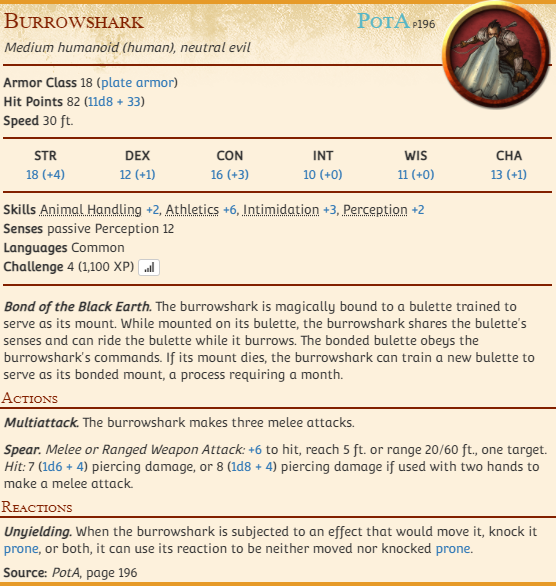 Burrowshark PotA p196
Medium humanoid (human), neutral evil
Armor Class 18 (plate armor)
Hit Points 82 (11d8 + 33)
Speed 30 ft.
STR DEX CON INT WIS CHA
18 (+4) 12 (+1) 16 (+3) 10 (+0) 11 (+0) 13 (+1)
Skills Animal Handling +2, Athletics +6, Intimidation +3, Perception +2
Senses passive Perception 12
Languages Common
Challenge 4 (1,100 XP)
Bond of the Black Earth. The burrowshark is magically bound to a bulette trained to
serve as its mount. While mounted on its bulette, the burrowshark shares the bulette's
senses and can ride the bulette while it burrows. The bonded bulette obeys the
burrowshark's commands. If its mount dies, the burrowshark can train a new bulette to
serve as its bonded mount, a process requiring a month.
Actions
Multiattack. The burrowshark makes three melee attacks.
Spear. Melee or Ranged Weapon Attack: +6 to hit, reach 5 ft. or range 20/60 ft., one target.
Hit: 7 (1d6 + 4) piercing damage, or 8 (1d8 + 4) piercing damage if used with two hands to
make a melee attack.
Reactions
Unyielding. When the burrowshark is subjected to an effect that would move it, knock it
prone, or both, it can use its reaction to be neither moved nor knocked prone.
Source: PotA, page 196